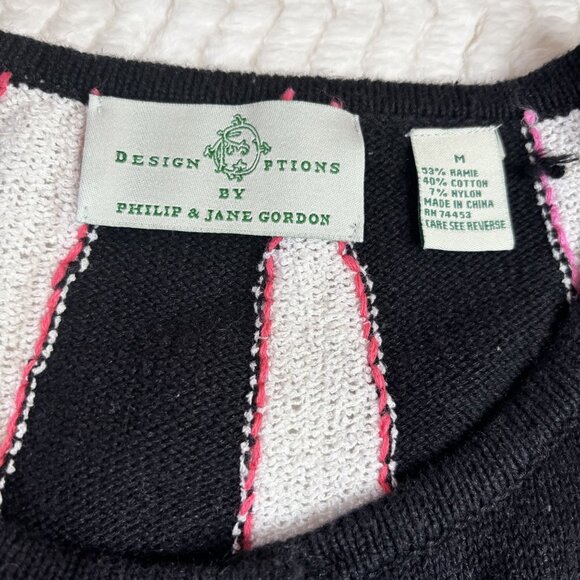 DESIGN OPTIONS
BY
PHILIP & JANE GORDON
M
53% RAMIE
40% COTTON
7% NYLON
MADE IN CHINA
RN 74453
CARE SEE REVERSE